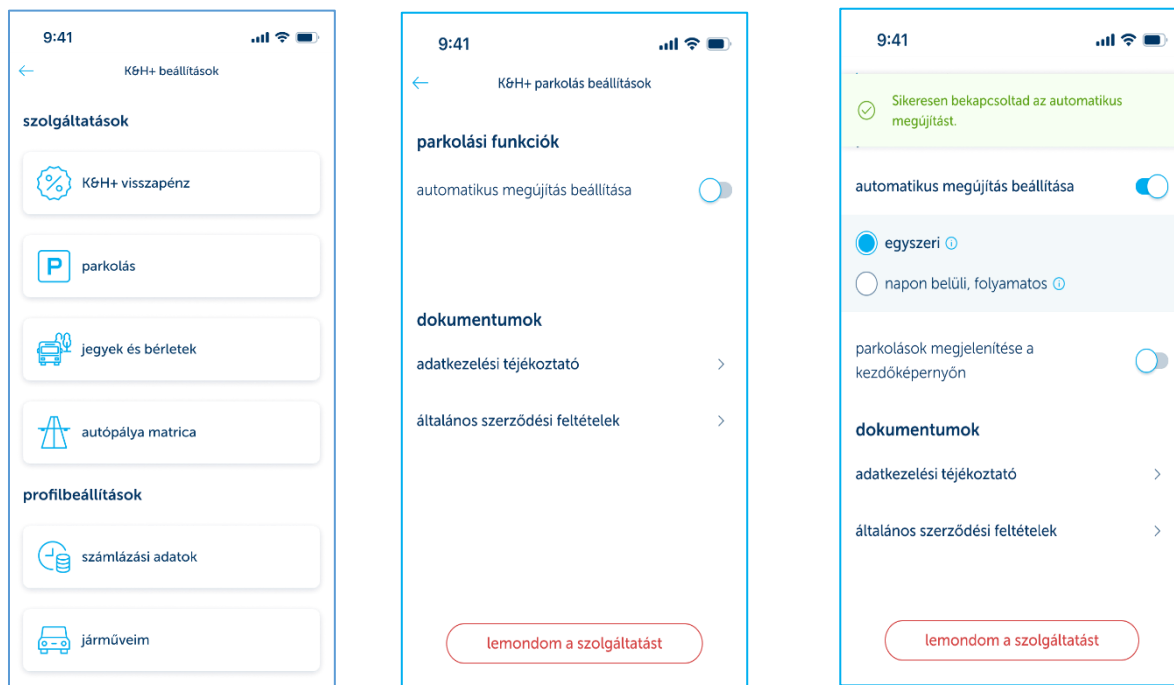 9:41
K&H+ beállítások
szolgáltatások
K&H+ visszapénz
P parkolás
jegyek és bérletek
autópálya matrica
profilbeállítások
számlázási adatok
járműveim
9:41
K&H+ parkolás beállítások
parkolási funkciók
automatikus megújítás beállítása
dokumentumok
adatkezelési téjékoztató
általános szerződési feltételek
lemondom a szolgáltatást
9:41
Sikeresen bekapcsoltad az automatikus
megújítást.
automatikus megújítás beállítása
egyszeri
napon belüli, folyamatos
parkolások megjelenítése a
kezdőképernyőn
dokumentumok
adatkezelési téjékoztató
általános szerződési feltételek
lemondom a szolgáltatást